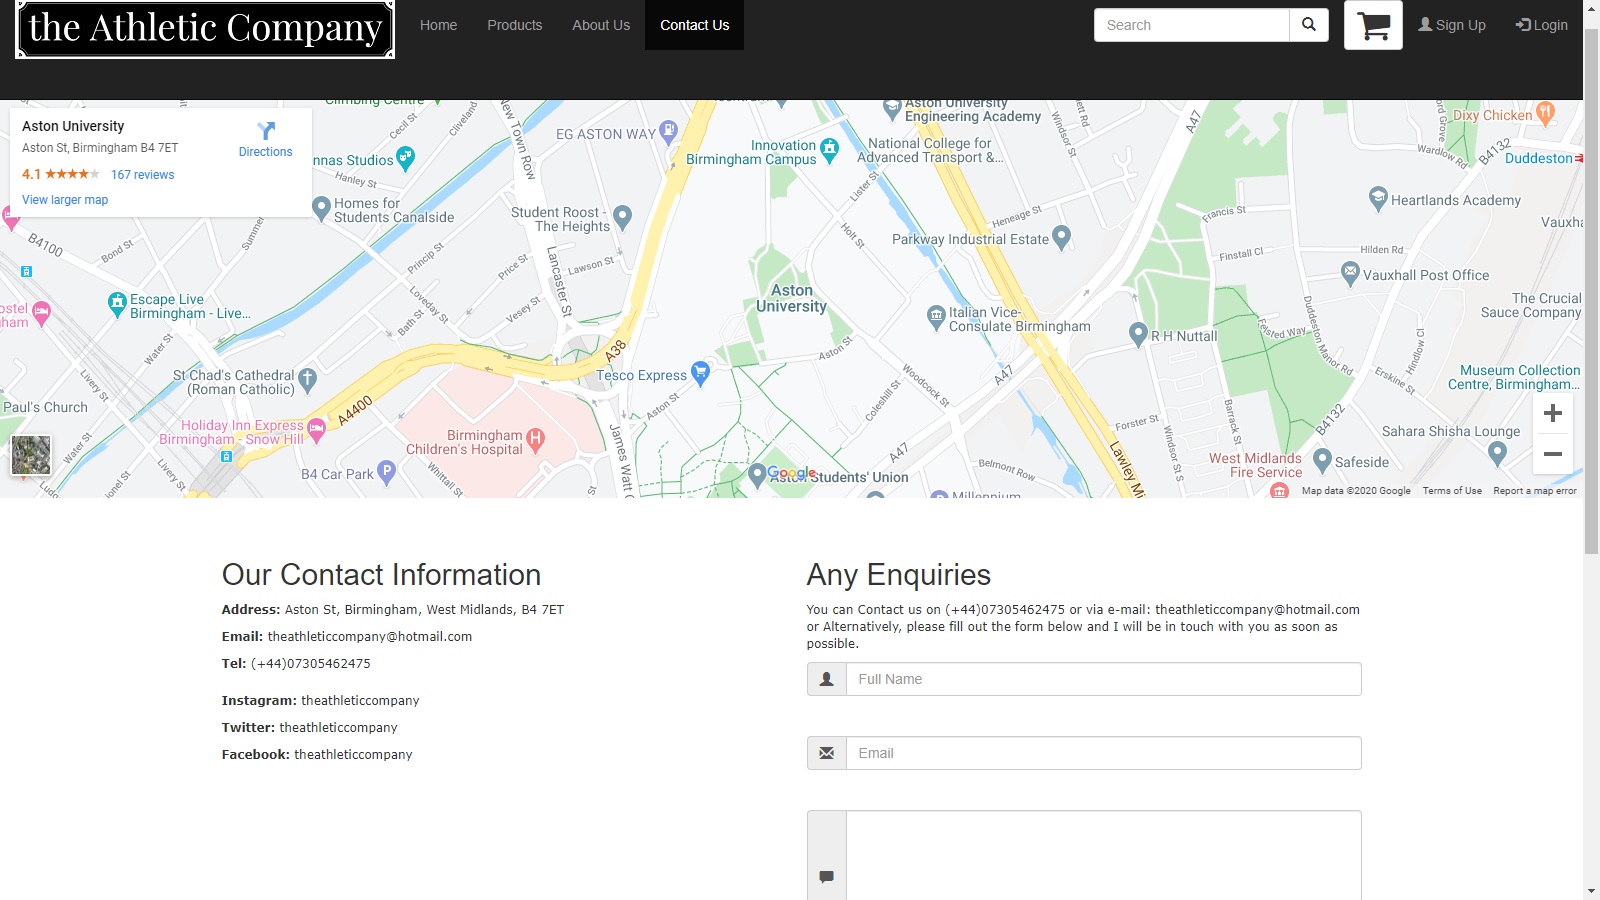 the Athletic Company
Home
Products
About Us
Contact Us
Search
Sign Up
Login
Aston University
Aston St, Birmingham B4 7ET
4.1
167 reviews
View larger map
Directions
Climbing Centre
Cecil St
Cleveland
New Town Row
EG ASTON WAY
nnas Studios
Hanley St
Homes for
Students Canalside
Summer
B4100
Bond St
Princip St
Student Roost -
The Heights
Price St
Lawson St
Lancaster St
Loveday St
Vesey St
Bath St
Escape Live
Birmingham - Live...
ostel
ham
Water St
Livery St
St Chad's Cathedral
(Roman Catholic)
Paul's Church
Holiday Inn Express
Birmingham - Snow Hill
A4400
A38
Water St
Livery St
Lionel St
Ludg
B4 Car Park
Whittall St
Birmingham
Children's Hospital
James Watt
Tesco Express
Aston St
Aston St
Innovation
Birmingham Campus
Aston University
Engineering Academy
National College for
Advanced Transport &...
Lister St
Holt St
Heneage St
Windsor St
Parkway Industrial Estate
Aston
University
Italian Vice-
Consulate Birmingham
Woodcock St
Coleshill St
A47
A47
A47
Aston Students' Union
Google
Millennium
Belmont Row
Lawley Mi
R H Nuttall
Forster St
Windsor St
Barrack St
West Midlands
Fire Service
Safeside
Sahara Shisha Lounge
B4132
Museum Collection
Centre, Birmingham...
Erskine St
Hindlow Cl
Felsted Way
Duddeston Manor Rd
The Crucial
Sauce Company
Vauxhall Post Office
Hilden Rd
Finstall Cl
Francis St
Heartlands Academy
Vauxha
Duddeston
B4132
Wardlow Rd
Dixy Chicken
Map data ©2020 Google
Terms of Use
Report a map error
Our Contact Information
Address: Aston St, Birmingham, West Midlands, B4 7ET
Email: theathleticcompany@hotmail.com
Tel: (+44)07305462475
Instagram: theathleticcompany
Twitter: theathleticcompany
Facebook: theathleticcompany
Any Enquiries
You can Contact us on (+44)07305462475 or via e-mail: theathleticcompany@hotmail.com
or Alternatively, please fill out the form below and I will be in touch with you as soon as
possible.
Full Name
Email